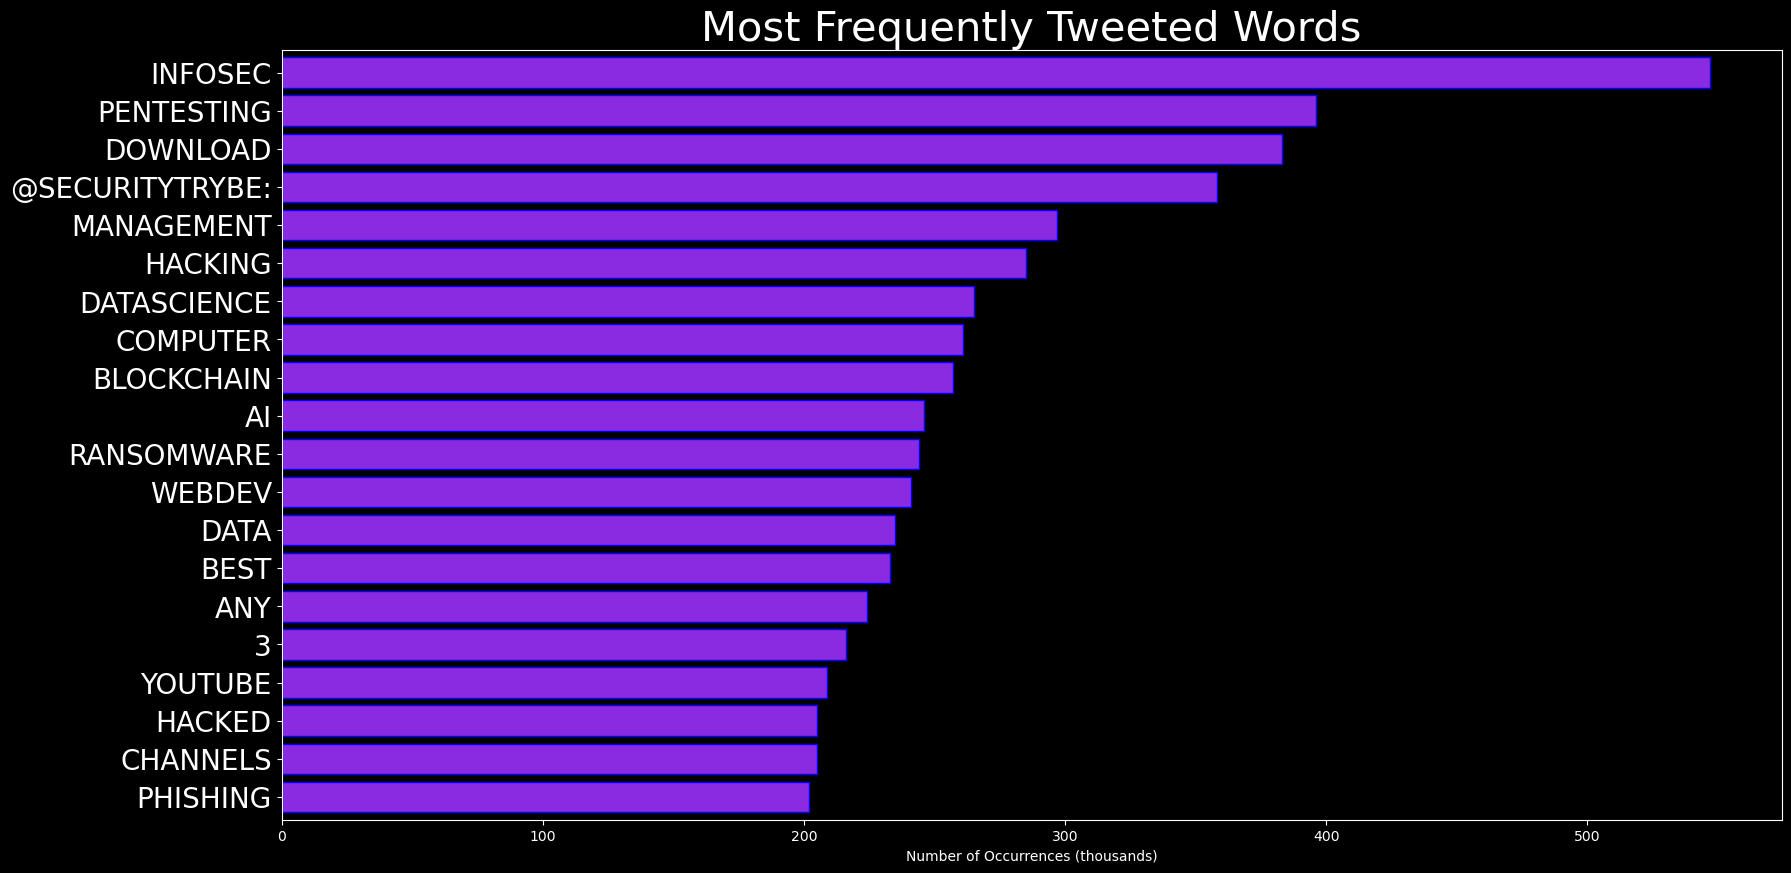 Most Frequently Tweeted Words
INFOSEC
PENTESTING
DOWNLOAD
@SECURITYTRYBE:
MANAGEMENT
HACKING
DATASCIENCE
COMPUTER
BLOCKCHAIN
AI
RANSOMWARE
WEBDEV
DATA
BEST
ANY
3
YOUTUBE
HACKED
CHANNELS
PHISHING
0 100 200 300 400 500
Number of Occurrences (thousands)